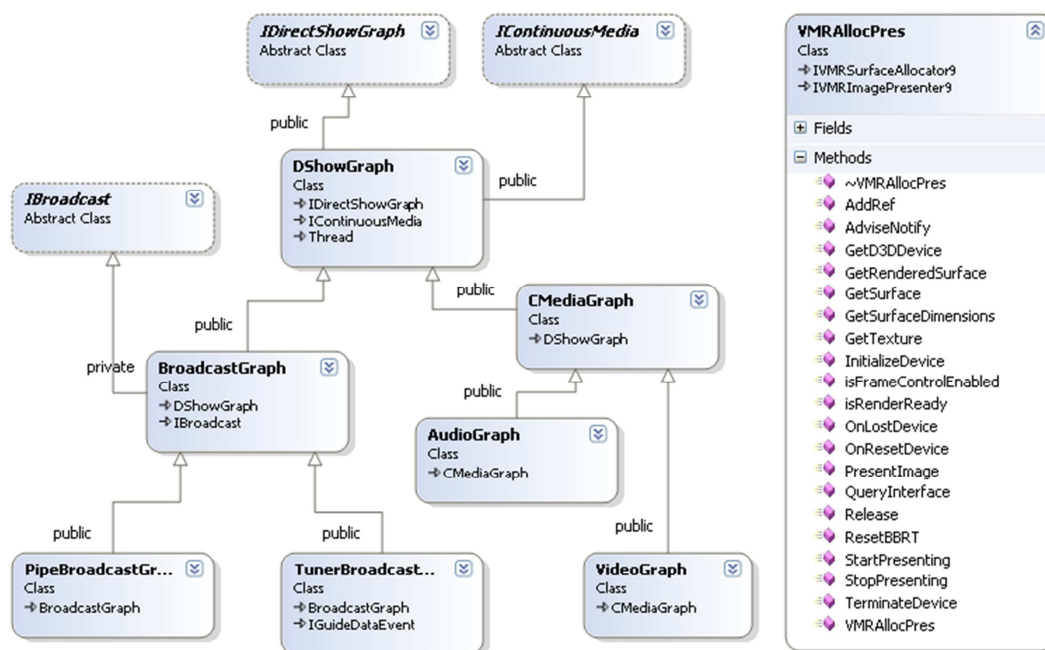 IDirectShowGraph
Abstract Class
IContinuousMedia
Abstract Class
public
public
DShowGraph
Class
IDirectShowGraph
IContinuousMedia
Thread
IBroadcast
Abstract Class
public
public
private
CMediaGraph
Class
DShowGraph
BroadcastGraph
Class
DShowGraph
IBroadcast
public
public
AudioGraph
Class
CMediaGraph
public
public
public
PipeBroadcastGr...
Class
BroadcastGraph
TunerBroadcast...
Class
BroadcastGraph
IGuideDataEvent
VideoGraph
Class
CMediaGraph
VMRAllocPres
Class
IVMRSurfaceAllocator9
IVMRImagePresenter9
Fields
Methods
~VMRAllocPres
AddRef
AdviseNotify
GetD3DDevice
GetRenderedSurface
GetSurface
GetSurfaceDimensions
GetTexture
InitializeDevice
isFrameControlEnabled
isRenderReady
OnLostDevice
OnResetDevice
PresentImage
QueryInterface
Release
ResetBBRT
StartPresenting
StopPresenting
TerminateDevice
VMRAllocPres